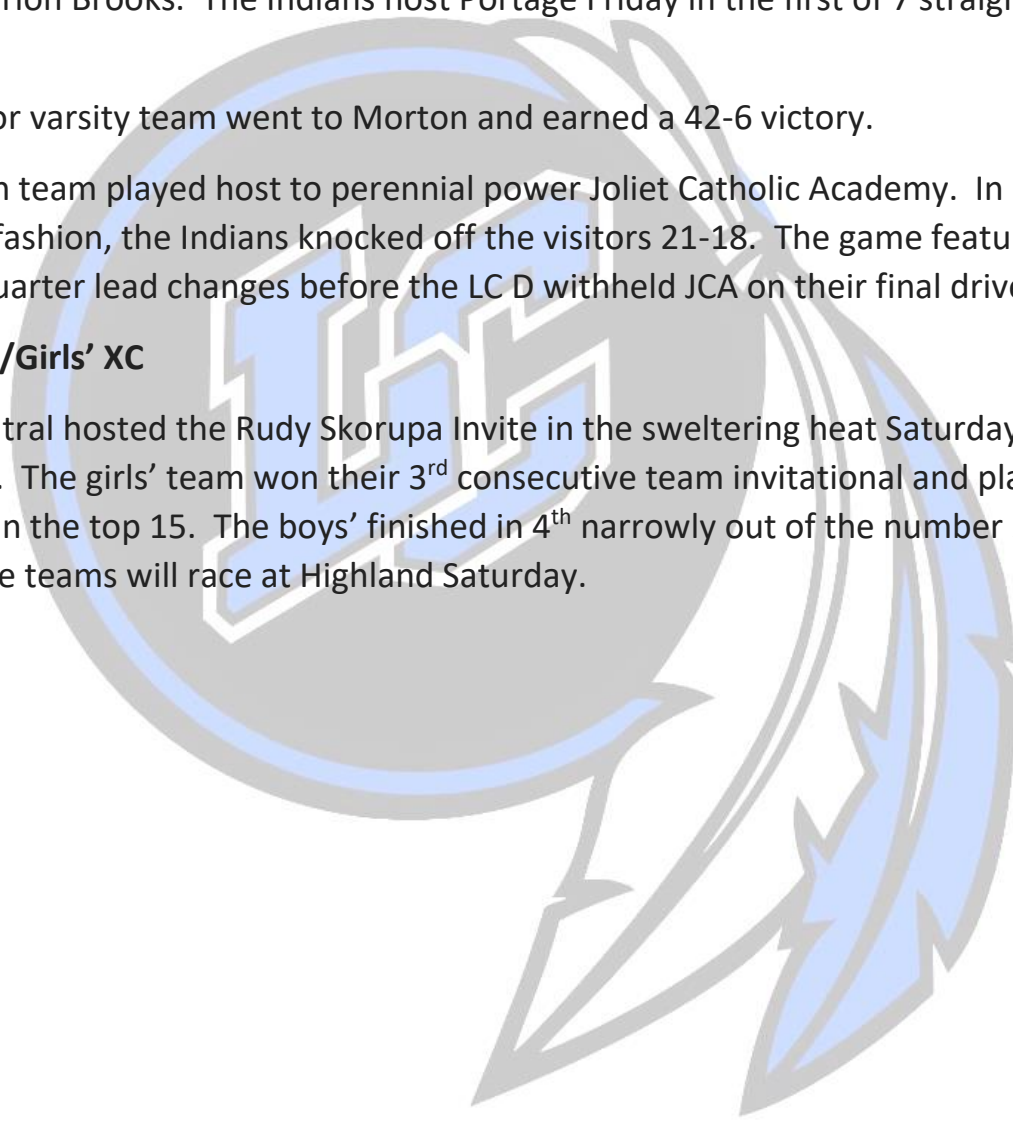 rion Brooks.  The Indians host Portage Friday in the first of 7 straigh
or varsity team went to Morton and earned a 42-6 victory.
n team played host to perennial power Joliet Catholic Academy.  In
fashion, the Indians knocked off the visitors 21-18.  The game featu
uarter lead changes before the LC D withheld JCA on their final drive
/Girls’ XC
tral hosted the Rudy Skorupa Invite in the sweltering heat Saturday
.  The girls’ team won their 3rd consecutive team invitational and pla
n the top 15.  The boys’ finished in 4th narrowly out of the number
e teams will race at Highland Saturday.
LC